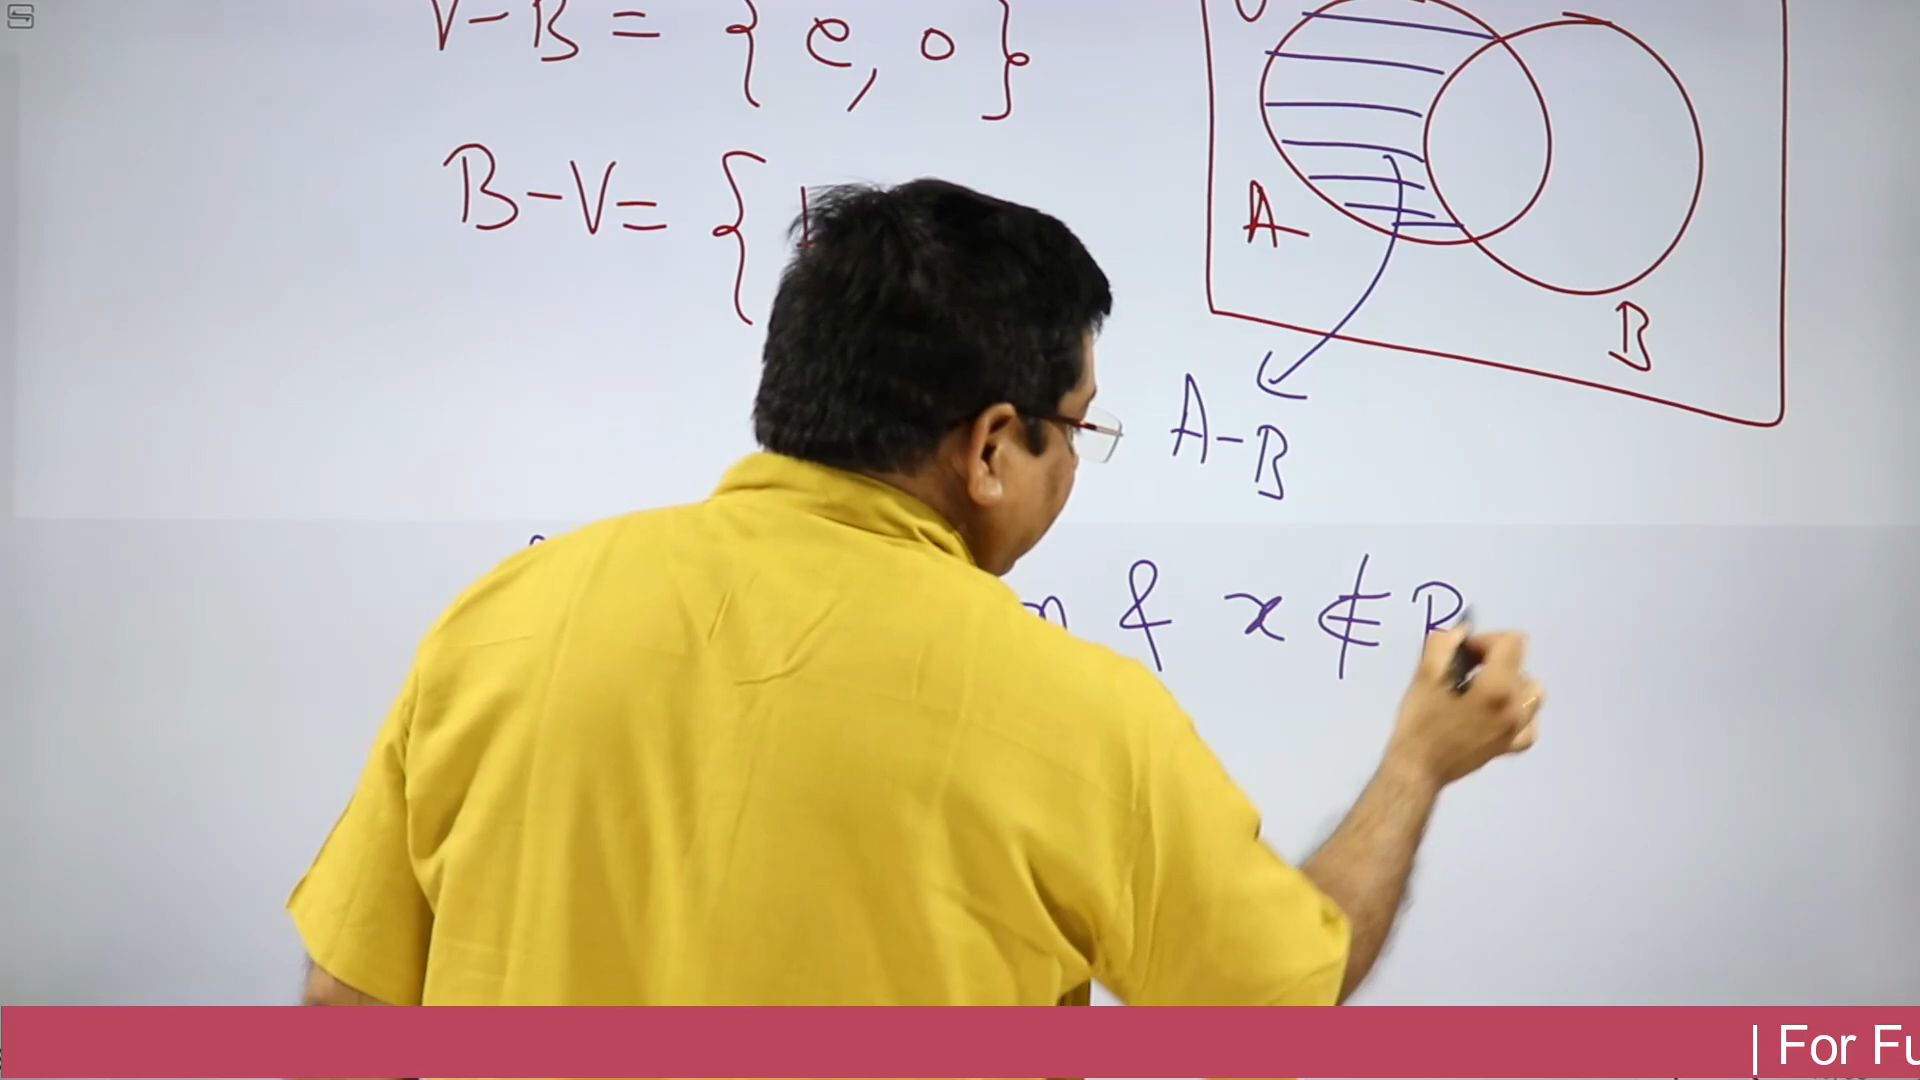 V - B = { e, o }
U
B - V = {
A
B
A - B
& x ∉ B
| For Fu